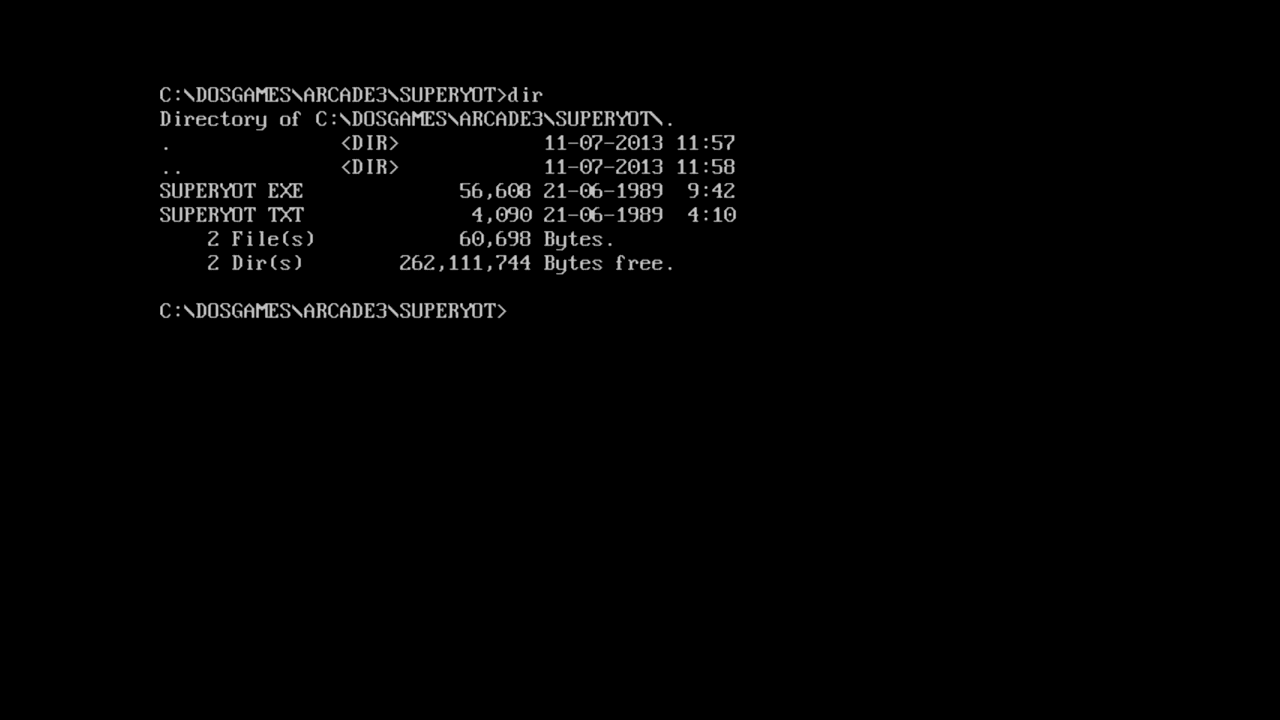 C:\DOSGAMES\ARCADE3\SUPERYOT>dir
Directory of C:\DOSGAMES\ARCADE3\SUPERYOT\.
. <DIR> 11-07-2013 11:57
.. <DIR> 11-07-2013 11:58
SUPERYOT EXE 56,608 21-06-1989 9:42
SUPERYOT TXT 4,090 21-06-1989 4:10
2 File(s) 60,698 Bytes.
2 Dir(s) 262,111,744 Bytes free.
C:\DOSGAMES\ARCADE3\SUPERYOT>